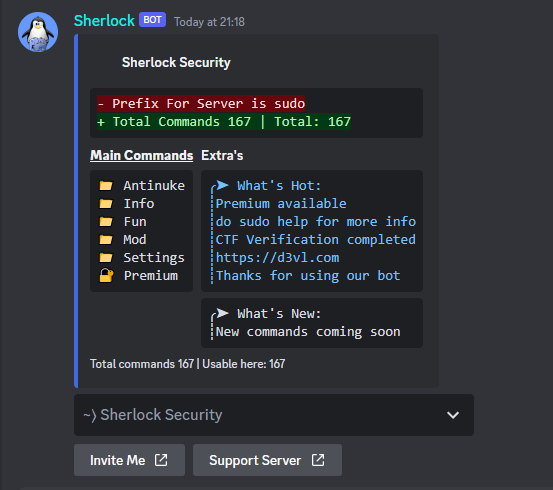 Sherlock BOT Today at 21:18
Sherlock Security
- Prefix For Server is sudo
+ Total Commands 167 | Total: 167
Main Commands
Antinuke
Info
Fun
Mod
Settings
Premium
Extra's
What's Hot:
Premium available
do sudo help for more info
CTF Verification completed
https://d3vl.com
Thanks for using our bot
What's New:
New commands coming soon
Total commands 167 | Usable here: 167
~) Sherlock Security
Invite Me
Support Server